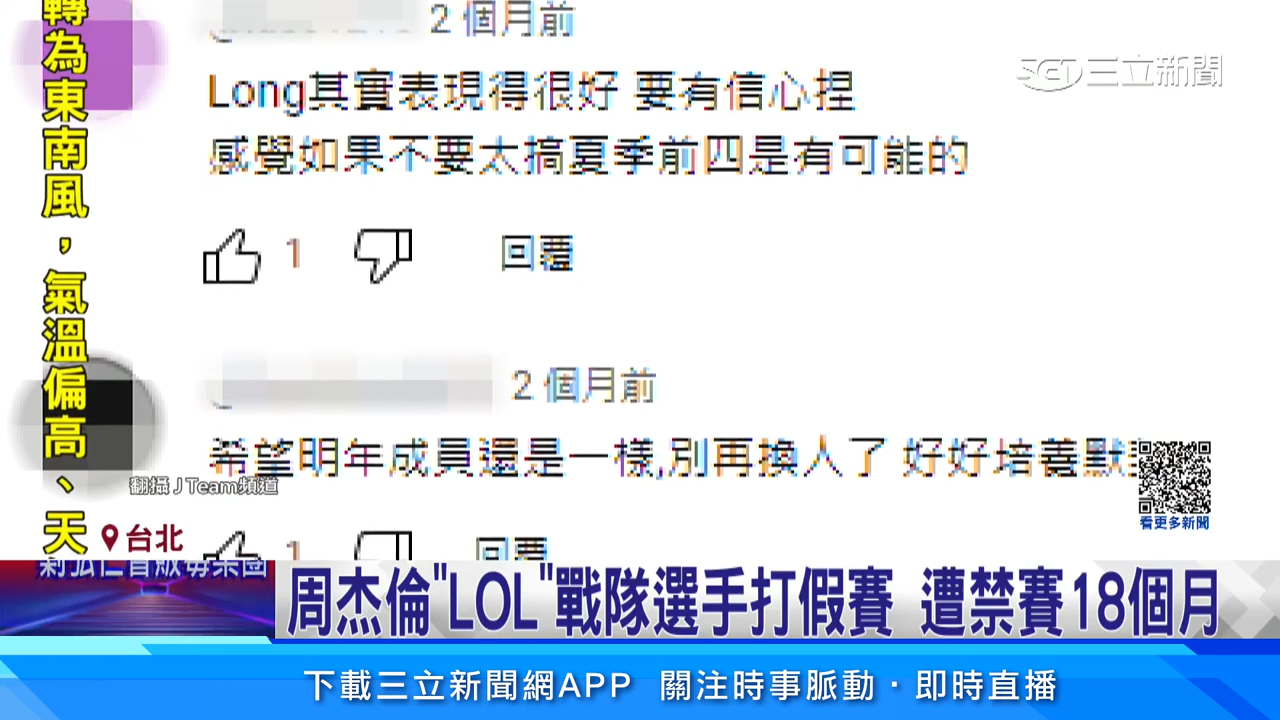 轉為東南風，氣溫偏高、天
2 個月前
SET 三立新聞
Long其實表現得很好 要有信心捏
感覺如果不要太搞夏季前四是有可能的
1 回覆
2 個月前
希望明年成員還是一樣,別再換人了 好好培養默
翻攝J Team頻道
看更多新聞
台北
1 回覆
周杰倫"LOL"戰隊選手打假賽 遭禁賽18個月
下載三立新聞網APP 關注時事脈動・即時直播